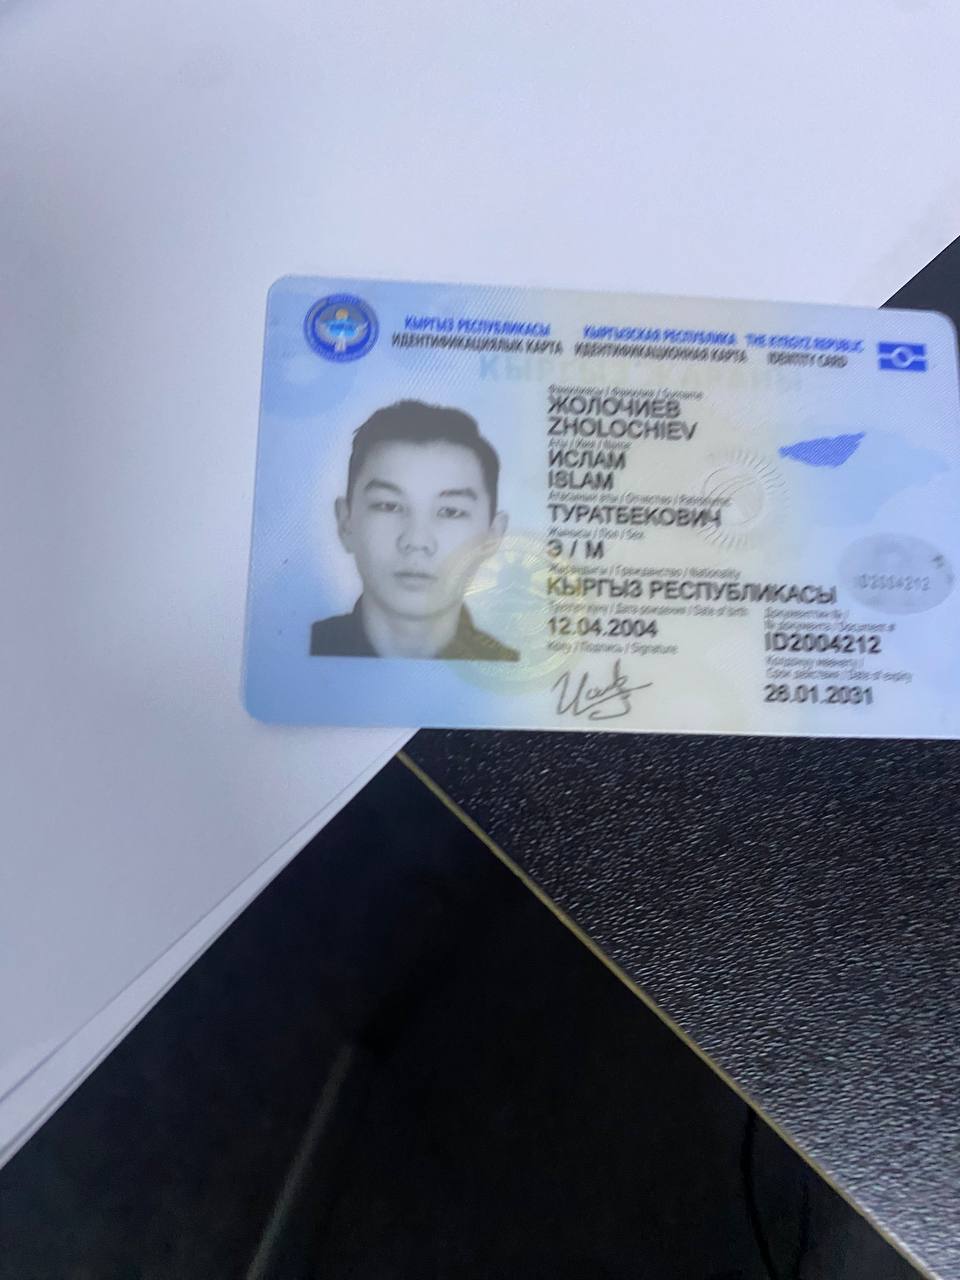 КЫРГЫЗ РЕСПУБЛИКАСЫ КЫРГЫЗСКАЯ РЕСПУБЛИКА THE KYRGYZ REPUBLIC
ИДЕНТИФИКАЦИЯЛЫК КАРТА ИДЕНТИФИКАЦИОННАЯ КАРТА IDENTITY CARD
Фамилиясы / Фамилия / Surname
ЖОЛОЧИЕВ
ZHOLOCHIEV
Аты / Имя / Name
ИСЛАМ
ISLAM
Атасынын аты / Отчество / Patronymic
ТУРАТБЕКОВИЧ
Жынысы / Пол / Sex
Э / М
Жарандыгы / Гражданство / Nationality
КЫРГЫЗ РЕСПУБЛИКАСЫ
Туулган күнү / Дата рождения / Date of birth
12.04.2004
Документтин № /
№ документа / Document #
ID2004212
Колу / Подпись / Signature
Срок действия / Date of expiry
28.01.2031
ID2004212